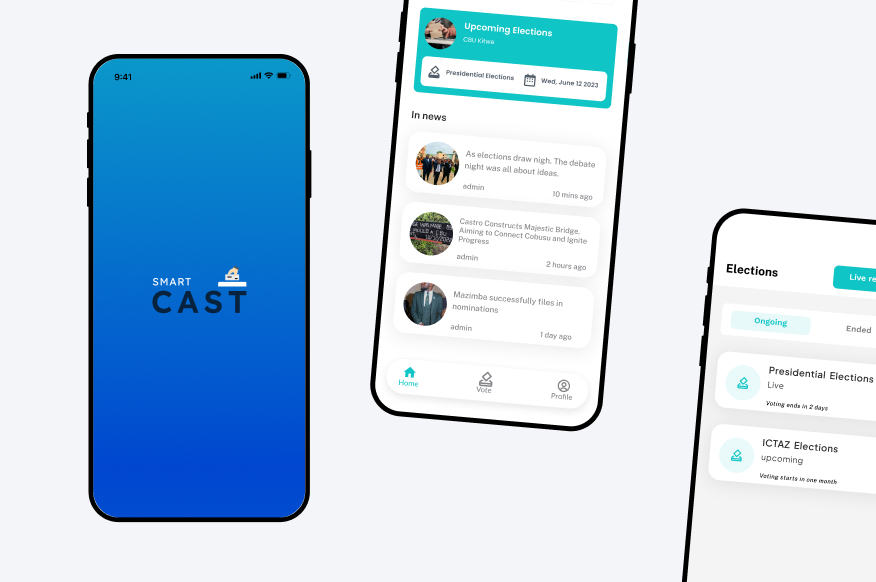 9:41
SMART
CAST
Upcoming Elections
CBU Kitwe
Presidential Elections
Wed, June 12 2023
In news
As elections draw nigh. The debate
night was all about ideas.
admin
10 mins ago
Castro Constructs Majestic Bridge,
Aiming to Connect Cobusu and Ignite
Progress
admin
2 hours ago
Mazimba successfully files in
nominations
admin
1 day ago
Home
Vote
Profile
Elections
Live re
Ongoing
Ended
Presidential Elections
Live
Voting ends in 2 days
ICTAZ Elections
upcoming
Voting starts in one month